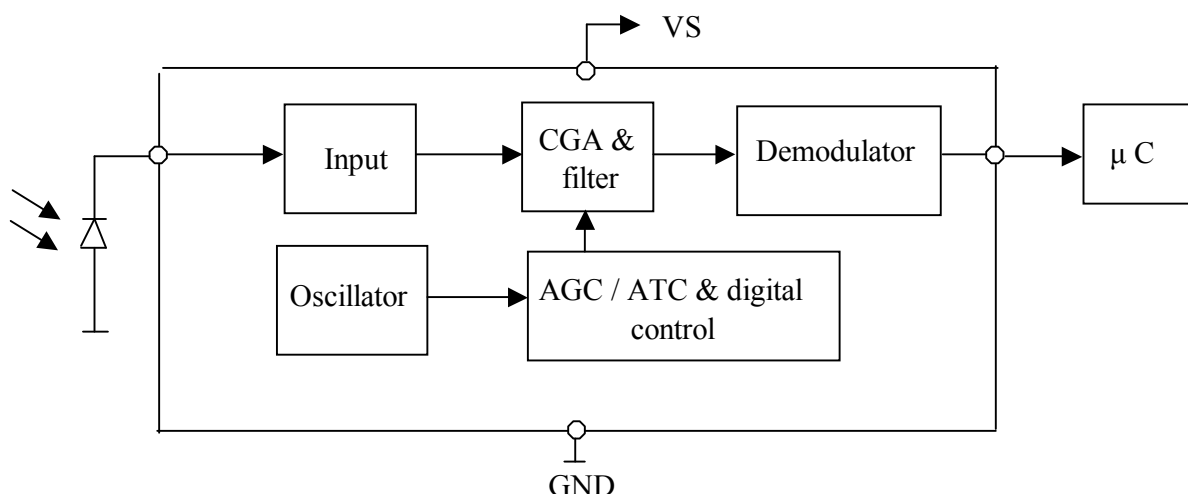 VS
Input
CGA &
filter
Demodulator
μ C
Oscillator
AGC / ATC & digital
control
GND